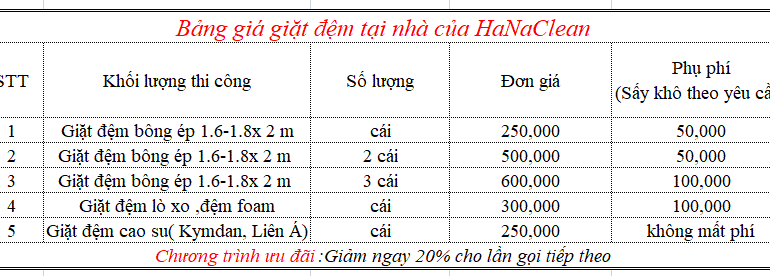 Bảng giá giặt đệm tại nhà của HaNaClean
STT Khối lượng thi công Số lượng Đơn giá Phụ phí
(Sấy khô theo yêu cầ
1 Giặt đệm bông ép 1.6-1.8x 2 m cái 250,000 50,000
2 Giặt đệm bông ép 1.6-1.8x 2 m 2 cái 500,000 50,000
3 Giặt đệm bông ép 1.6-1.8x 2 m 3 cái 600,000 100,000
4 Giặt đệm lò xo ,đệm foam cái 300,000 100,000
5 Giặt đệm cao su( Kymdan, Liên Á) cái 250,000 không mất phí
Chương trình ưu đãi :Giảm ngay 20% cho lần gọi tiếp theo